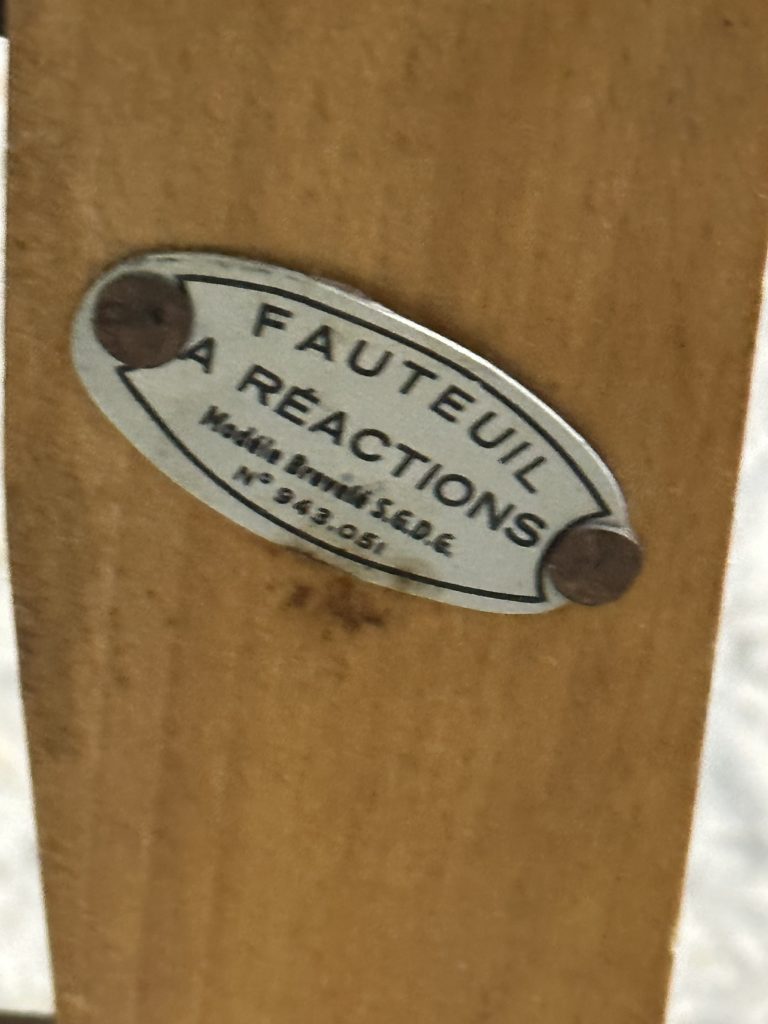 FAUTEUIL
A RÉACTIONS
Modèle Breveté S.G.D.G.
N° 943.051